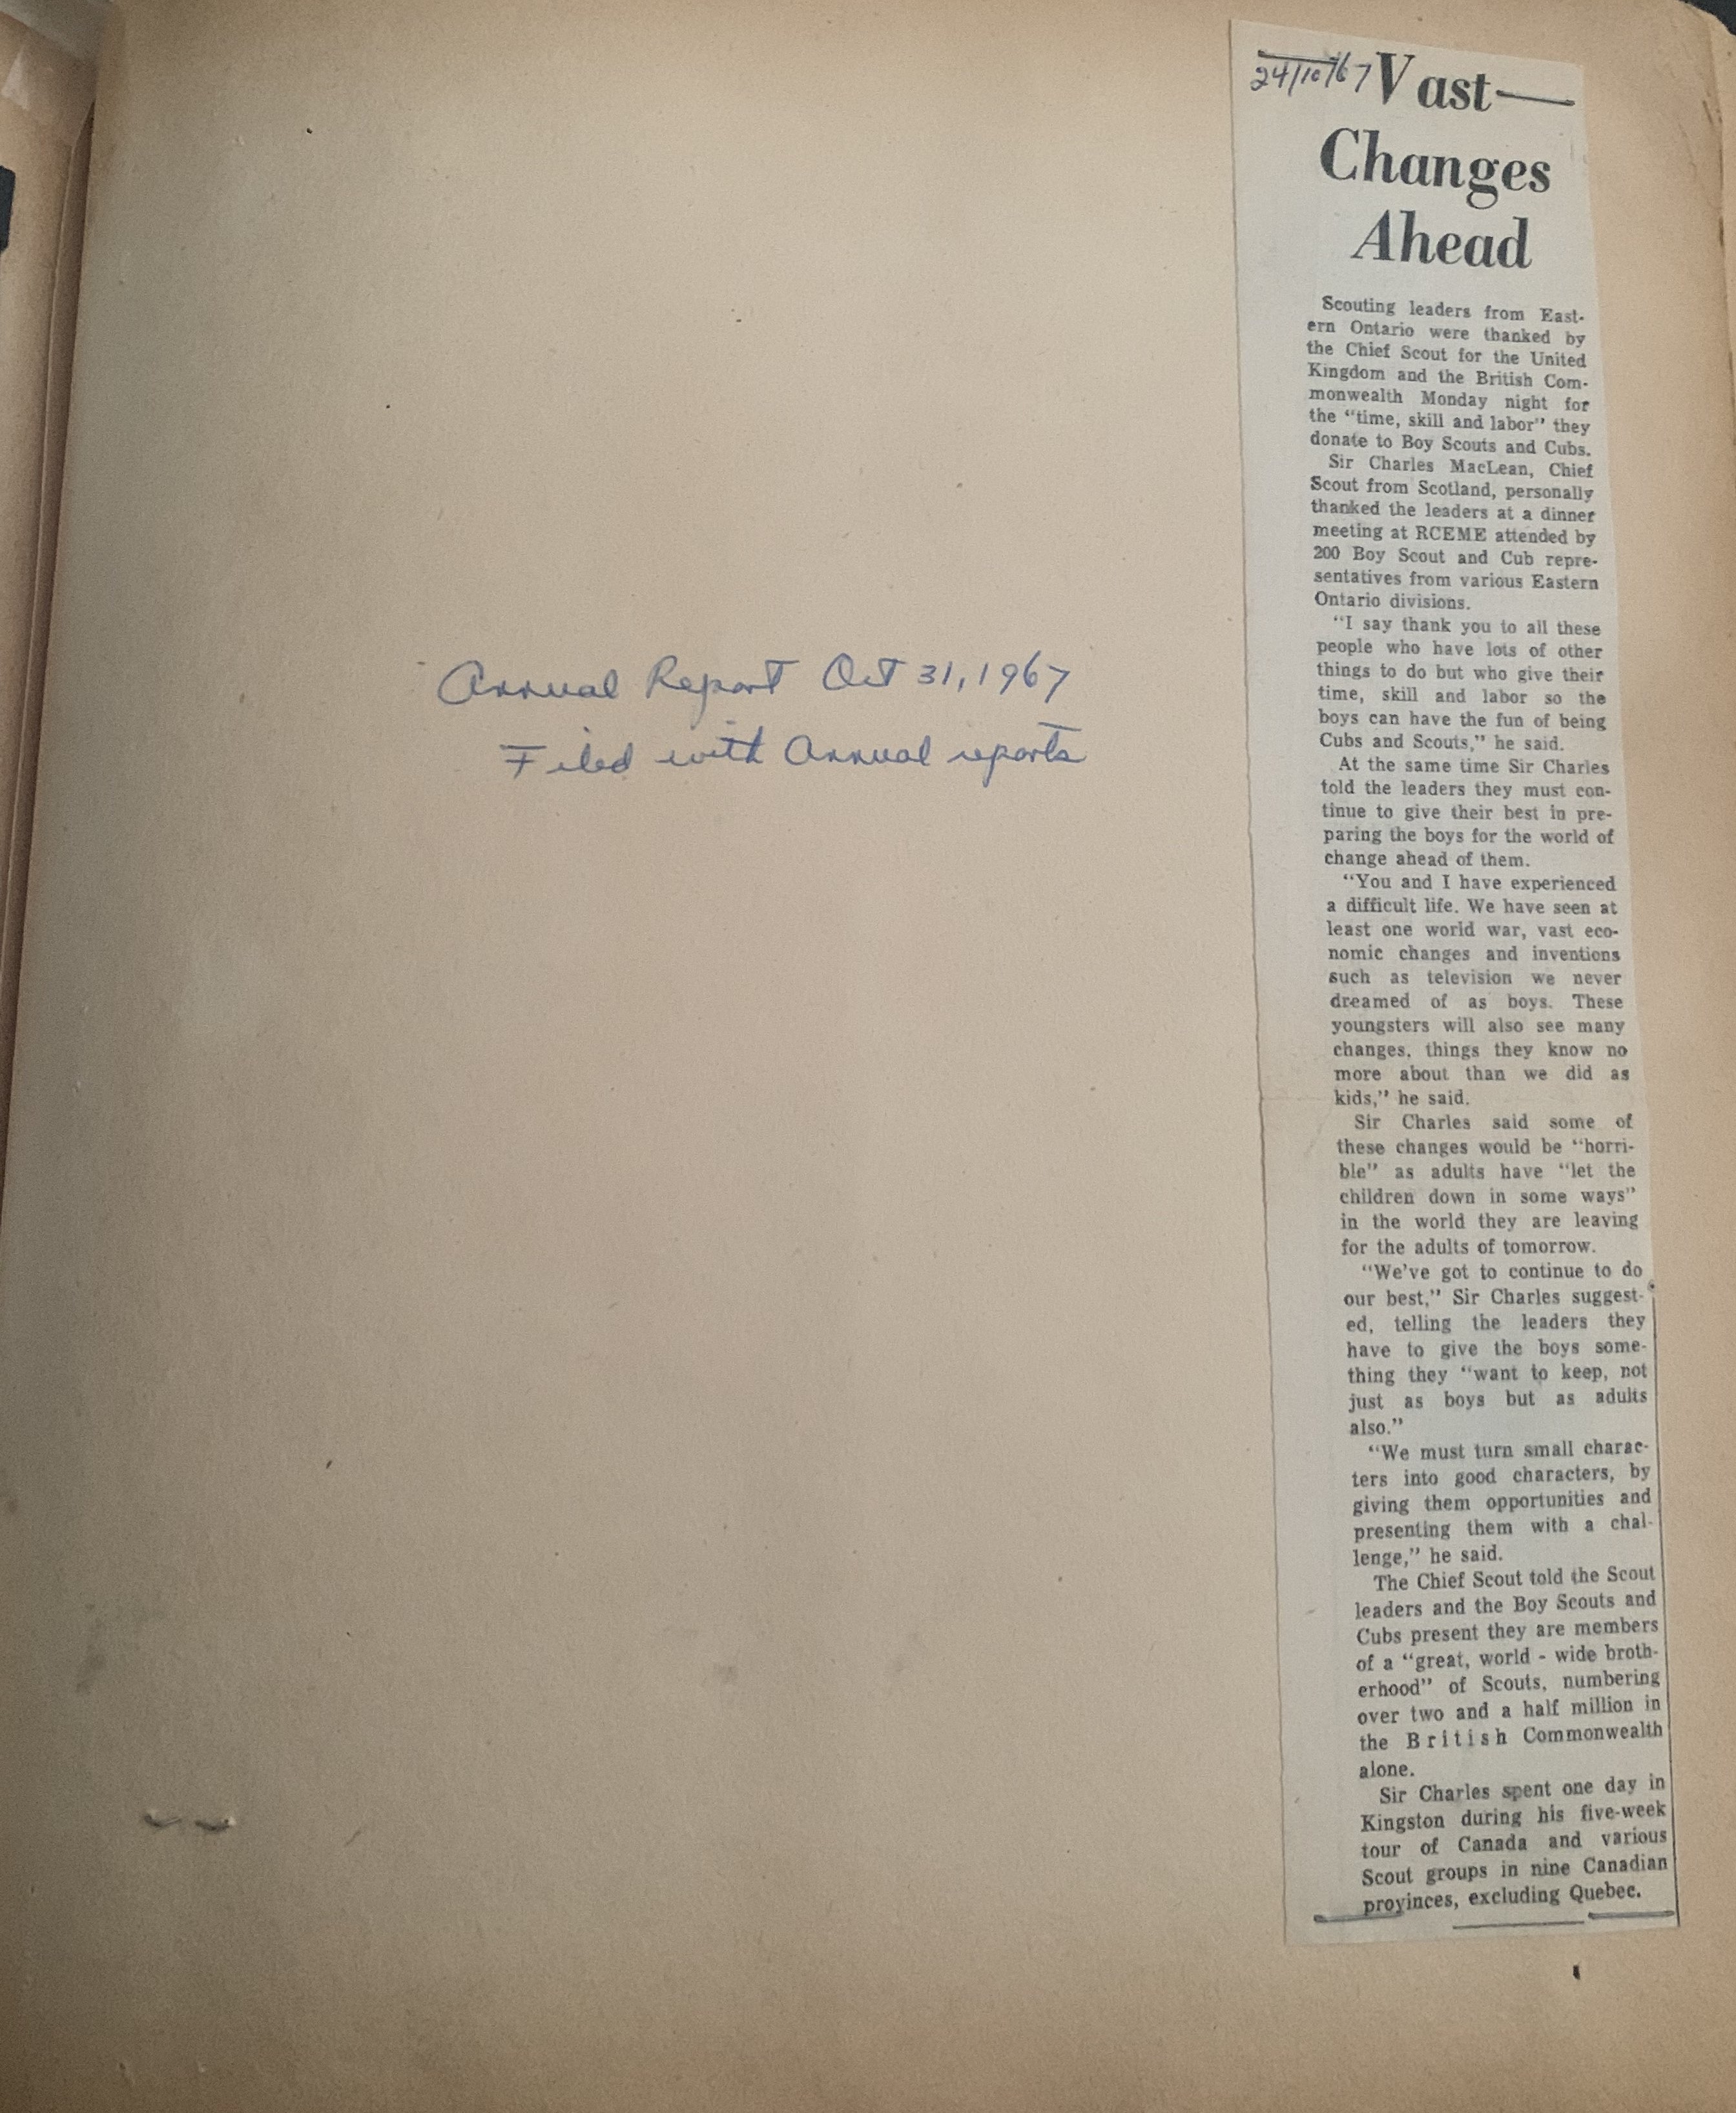 Annual Report Oct 31, 1967
Filed with Annual reports
24/10/67
Vast
Changes
Ahead
Scouting leaders from East-
ern Ontario were thanked by
the Chief Scout for the United
Kingdom and the British Com-
monwealth Monday night for
the "time, skill and labor" they
donate to Boy Scouts and Cubs.
Sir Charles MacLean, Chief
Scout from Scotland, personally
thanked the leaders at a dinner
meeting at RCEME attended by
200 Boy Scout and Cub repre-
sentatives from various Eastern
Ontario divisions.
"I say thank you to all these
people who have lots of other
things to do but who give their
time, skill and labor so the
boys can have the fun of being
Cubs and Scouts," he said.
At the same time Sir Charles
told the leaders they must con-
tinue to give their best in pre-
paring the boys for the world of
change ahead of them.
"You and I have experienced
a difficult life. We have seen at
least one world war, vast eco-
nomic changes and inventions
such as television we never
dreamed of as boys. These
youngsters will also see many
changes, things they know no
more about than we did as
kids," he said.
Sir Charles said some of
these changes would be "horri-
ble" as adults have "let the
children down in some ways"
in the world they are leaving
for the adults of tomorrow.
"We've got to continue to do
our best," Sir Charles suggest-
ed, telling the leaders they
have to give the boys some-
thing they "want to keep, not
just as boys but as adults
also."
"We must turn small charac-
ters into good characters, by
giving them opportunities and
presenting them with a chal-
lenge," he said.
The Chief Scout told the Scout
leaders and the Boy Scouts and
Cubs present they are members
of a "great, world - wide broth-
erhood" of Scouts, numbering
over two and a half million in
the British Commonwealth
alone.
Sir Charles spent one day in
Kingston during his five-week
tour of Canada and various
Scout groups in nine Canadian
provinces, excluding Quebec.